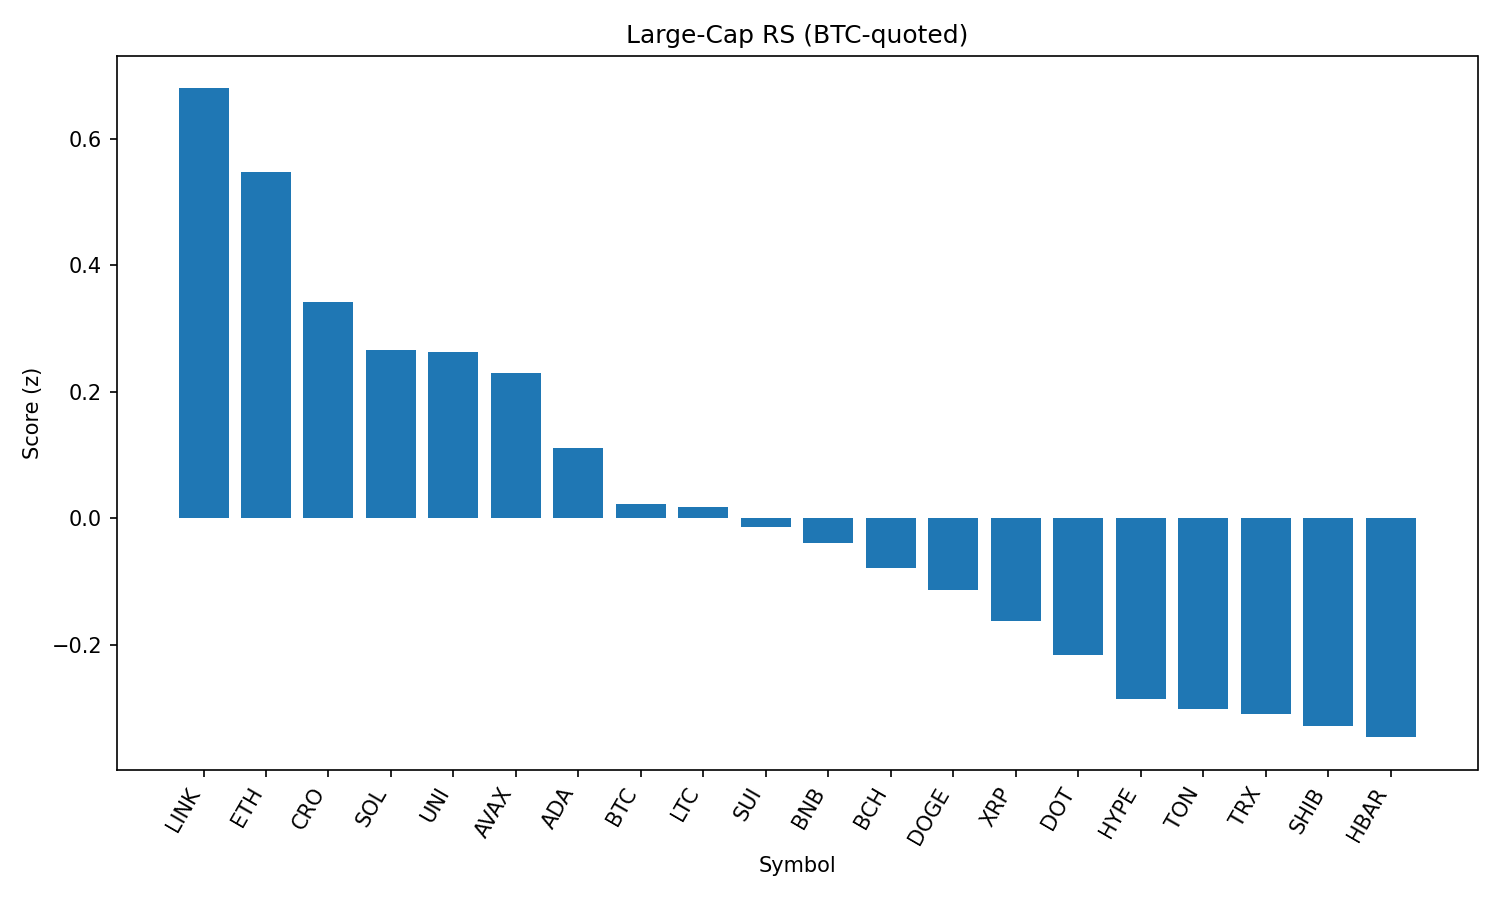 Large-Cap RS (BTC-quoted)
Score (z)
0.6
0.4
0.2
0.0
−0.2
LINK
ETH
CRO
SOL
UNI
AVAX
ADA
BTC
LTC
SUI
BNB
BCH
DOGE
XRP
DOT
HYPE
TON
TRX
SHIB
HBAR
Symbol